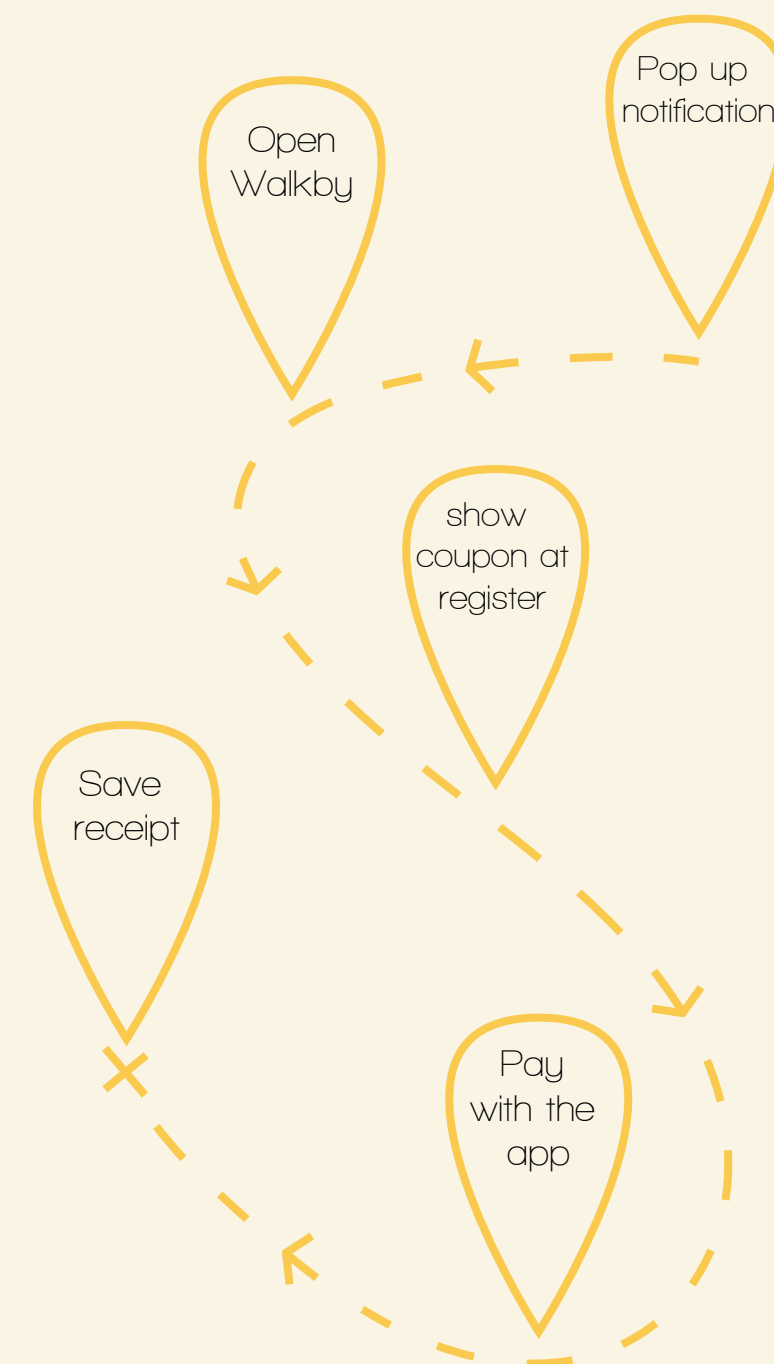 Pop up
notification
Open
Walkby
show
coupon at
register
Pay
with the
app
Save
receipt